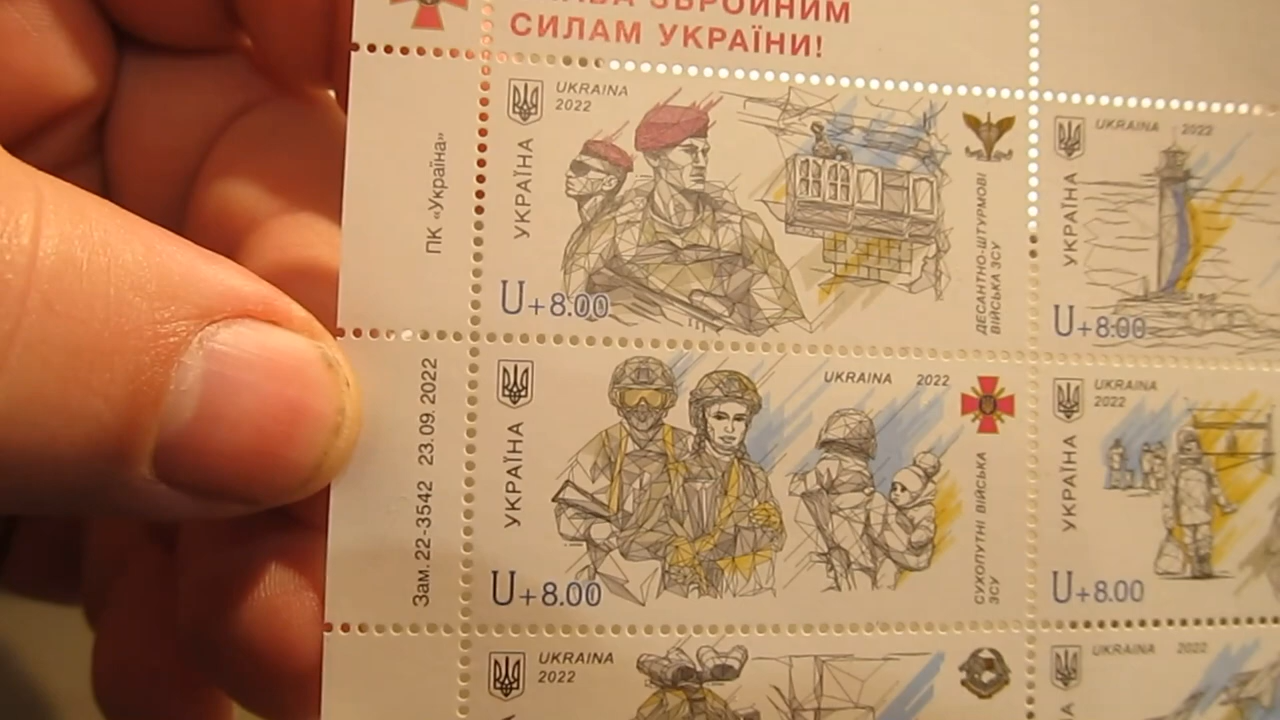 ЗБРОЙНИМ
СИЛАМ УКРАЇНИ!
ПК «Україна»
UKRAINA
2022
УКРАЇНА
U+8.00
ДЕСАНТНО-ШТУРМОВІ
ВІЙСЬКА ЗСУ
UKRAINA 2022
УКРАЇНА
U+8.00
Зам. 22-3542 23.09.2022
УКРАЇНА
U+8.00
UKRAINA 2022
СУХОПУТНІ ВІЙСЬКА
ЗСУ
UKRAINA
2022
УКРАЇНА
U+8.00
UKRAINA
2022
UKRAINA 2022